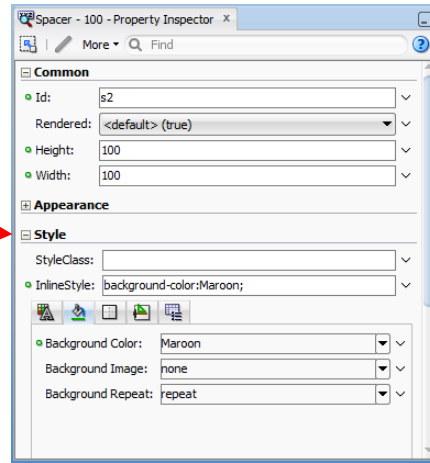 Spacer - 100 - Property Inspector x
More Find
Common
Id: s2
Rendered: <default> (true)
Height: 100
Width: 100
Appearance
Style
StyleClass:
InlineStyle: background-color:Maroon;
Background Color: Maroon
Background Image: none
Background Repeat: repeat